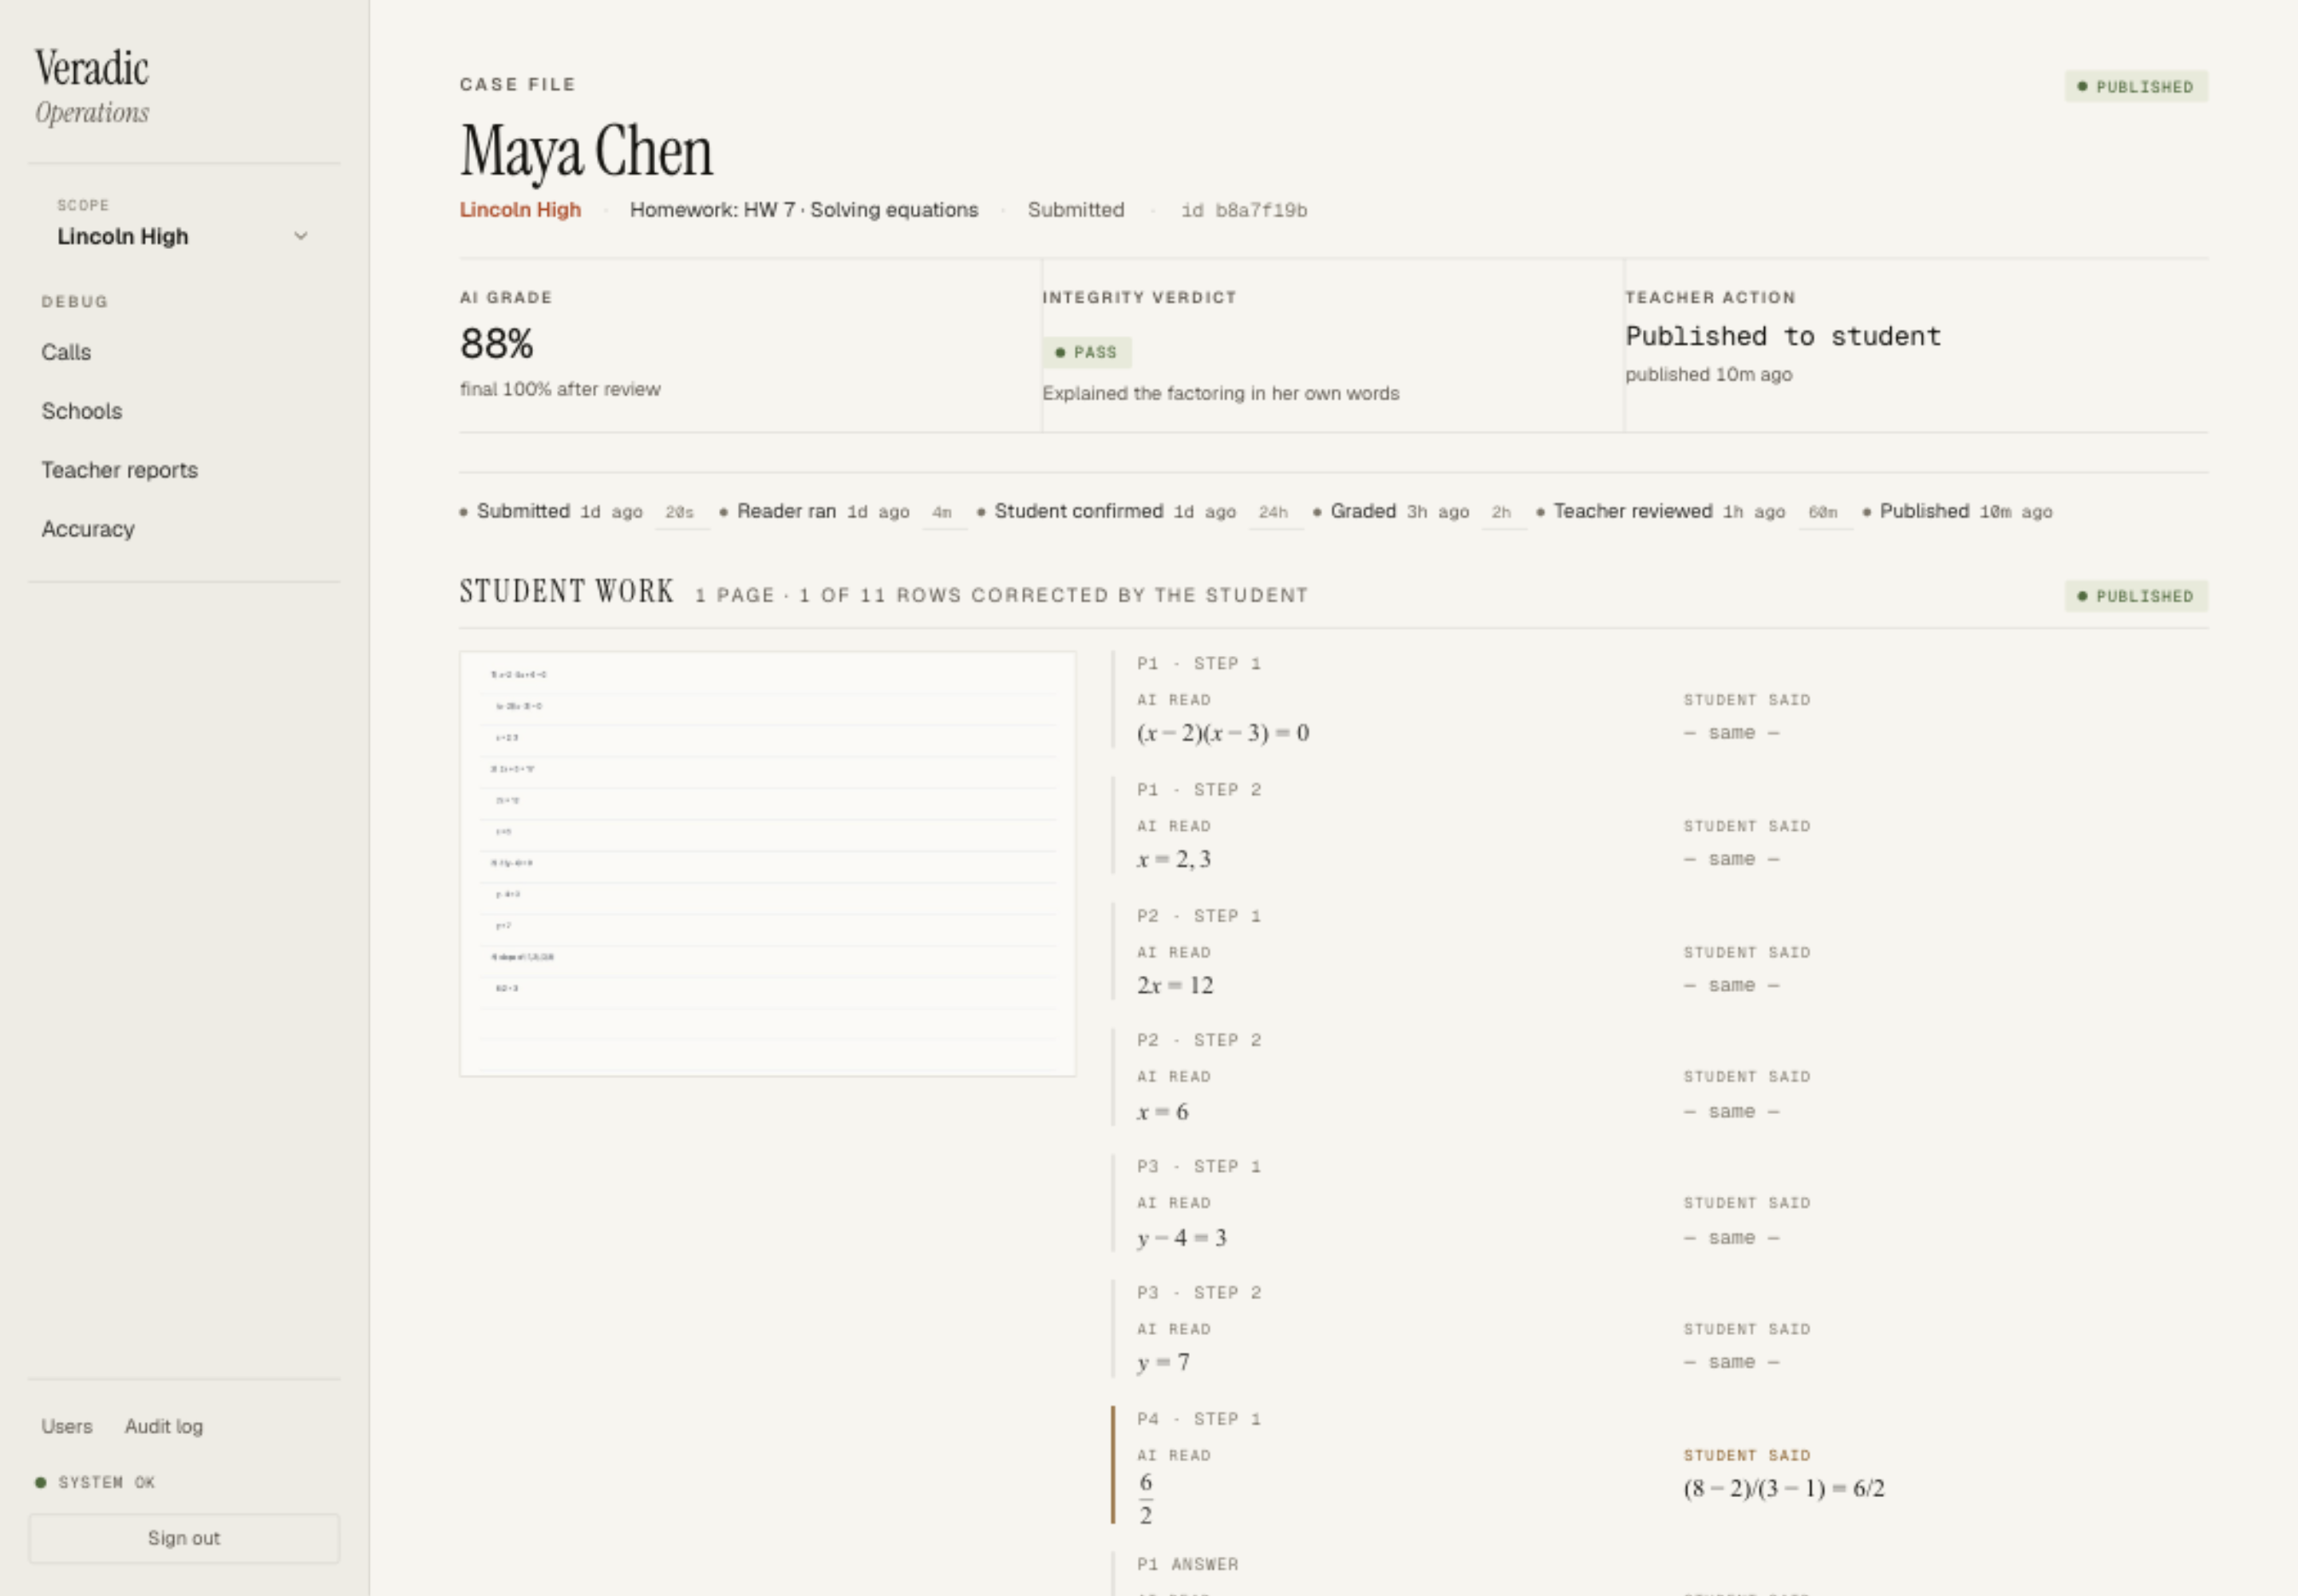 Veradic
Operations
SCOPE
Lincoln High
DEBUG
Calls
Schools
Teacher reports
Accuracy
Users Audit log
SYSTEM OK
Sign out
CASE FILE
PUBLISHED
Maya Chen
Lincoln High · Homework: HW 7 · Solving equations · Submitted · id b8a7f19b
AI GRADE
88%
final 100% after review
INTEGRITY VERDICT
PASS
Explained the factoring in her own words
TEACHER ACTION
Published to student
published 10m ago
Submitted 1d ago 20s Reader ran 1d ago 4m Student confirmed 1d ago 24h Graded 3h ago 2h Teacher reviewed 1h ago 60m Published 10m ago
STUDENT WORK 1 PAGE · 1 OF 11 ROWS CORRECTED BY THE STUDENT
PUBLISHED
P1 · STEP 1
AI READ STUDENT SAID
(x − 2)(x − 3) = 0 — same —
P1 · STEP 2
AI READ STUDENT SAID
x = 2, 3 — same —
P2 · STEP 1
AI READ STUDENT SAID
2x = 12 — same —
P2 · STEP 2
AI READ STUDENT SAID
x = 6 — same —
P3 · STEP 1
AI READ STUDENT SAID
y − 4 = 3 — same —
P3 · STEP 2
AI READ STUDENT SAID
y = 7 — same —
P4 · STEP 1
AI READ STUDENT SAID
6/2 (8 − 2)/(3 − 1) = 6/2
P1 ANSWER